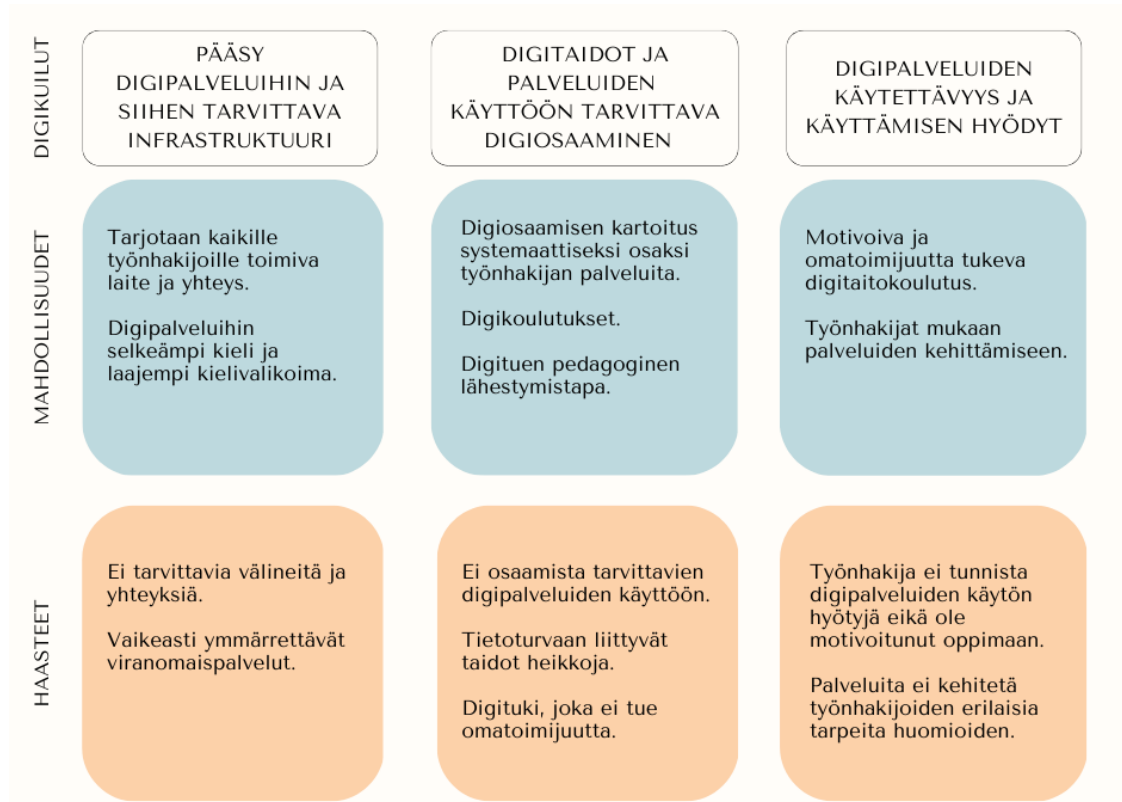 DIGIKUILUT
PÄÄSY
DIGIPALVELUIHIN JA
SIIHEN TARVITTAVA
INFRASTRUKTUURI
DIGITAIDOT JA
PALVELUIDEN
KÄYTTÖÖN TARVITTAVA
DIGIOSAAMINEN
DIGIPALVELUIDEN
KÄYTETTÄVYYS JA
KÄYTTÄMISEN HYÖDYT
MAHDOLLISUUDET
Tarjotaan kaikille
työnhakijoille toimiva
laite ja yhteys.
Digipalveluihin
selkeämpi kieli ja
laajempi kielivalikoima.
Digiosaamisen kartoitus
systemaattiseksi osaksi
työnhakijan palveluita.
Digikoulutukset.
Digituen pedagoginen
lähestymistapa.
Motivoiva ja
omatoimijuutta tukeva
digitaitokoulutus.
Työnhakijat mukaan
palveluiden kehittämiseen.
HAASTEET
Ei tarvittavia välineitä ja
yhteyksiä.
Vaikeasti ymmärrettävät
viranomaispalvelut.
Ei osaamista tarvittavien
digipalveluiden käyttöön.
Tietoturvaan liittyvät
taidot heikkoja.
Digituki, joka ei tue
omatoimijuutta.
Työnhakija ei tunnista
digipalveluiden käytön
hyötyjä eikä ole
motivoitunut oppimaan.
Palveluita ei kehitetä
työnhakijoiden erilaisia
tarpeita huomioiden.